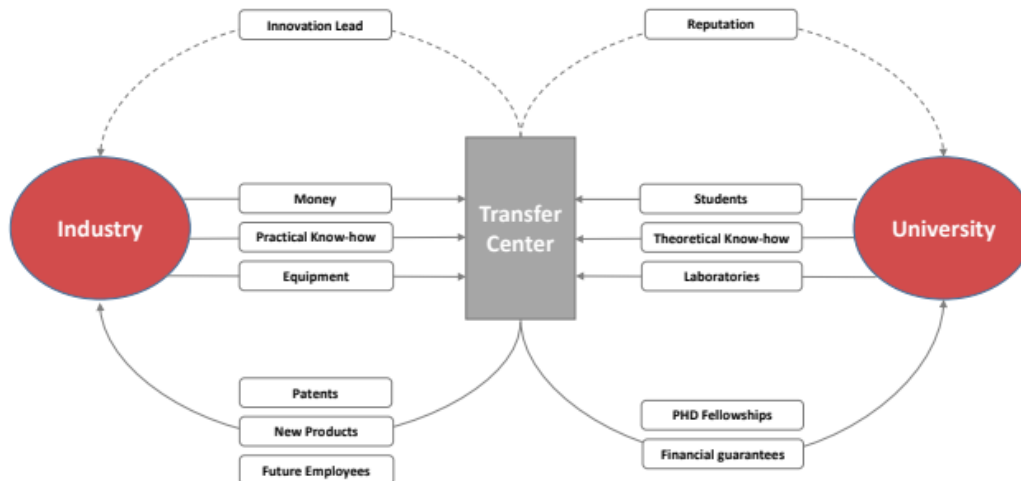 Innovation Lead
Reputation
Industry
Money
Practical Know-how
Equipment
Transfer
Center
Students
Theoretical Know-how
Laboratories
University
Patents
New Products
Future Employees
PHD Fellowships
Financial guarantees